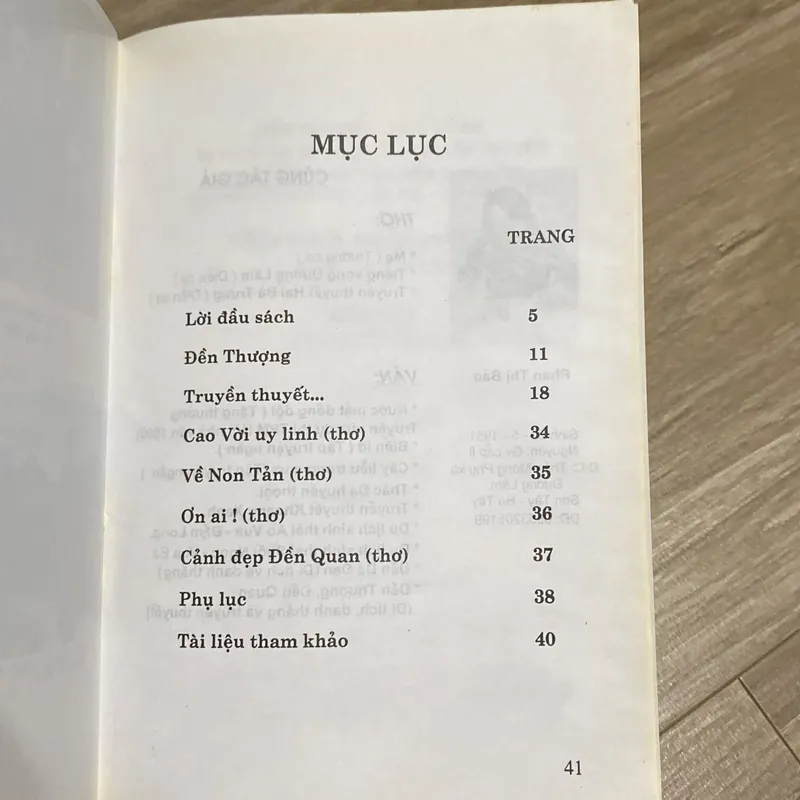 MỤC LỤC
TRANG
Lời đầu sách 5
Đền Thượng 11
Truyền thuyết... 18
Cao Vời uy linh (thơ) 34
Về Non Tản (thơ) 35
Ơn ai ! (thơ) 36
Cảnh đẹp Đền Quan (thơ) 37
Phụ lục 38
Tài liệu tham khảo 40
41